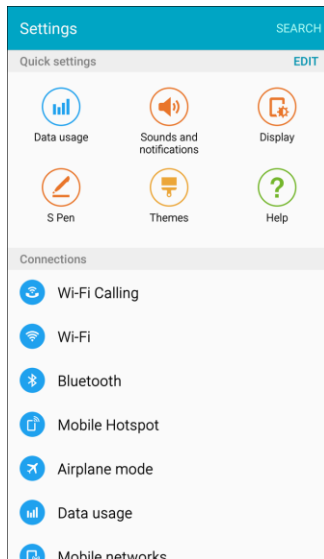 Settings
SEARCH
Quick settings
EDIT
Data usage
Sounds and
notifications
Display
S Pen
Themes
Help
Connections
Wi-Fi Calling
Wi-Fi
Bluetooth
Mobile Hotspot
Airplane mode
Data usage
Mobile networks